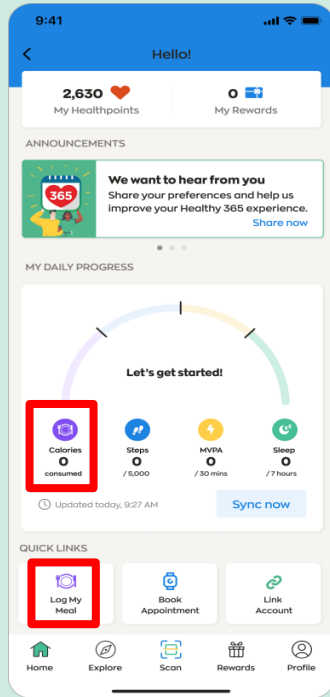 9:41
Hello!
2,630
0
My Healthpoints
My Rewards
ANNOUNCEMENTS
365
We want to hear from you
Share your preferences and help us
improve your Healthy 365 experience.
Share now
MY DAILY PROGRESS
Let's get started!
Calories
0
consumed
Steps
0
/ 5,000
MVPA
0
/ 30 mins
Sleep
0
/ 7 hours
Updated today, 9:27 AM
Sync now
QUICK LINKS
Log My
Meal
Book
Appointment
Link
Account
Home
Explore
Scan
Rewards
Profile